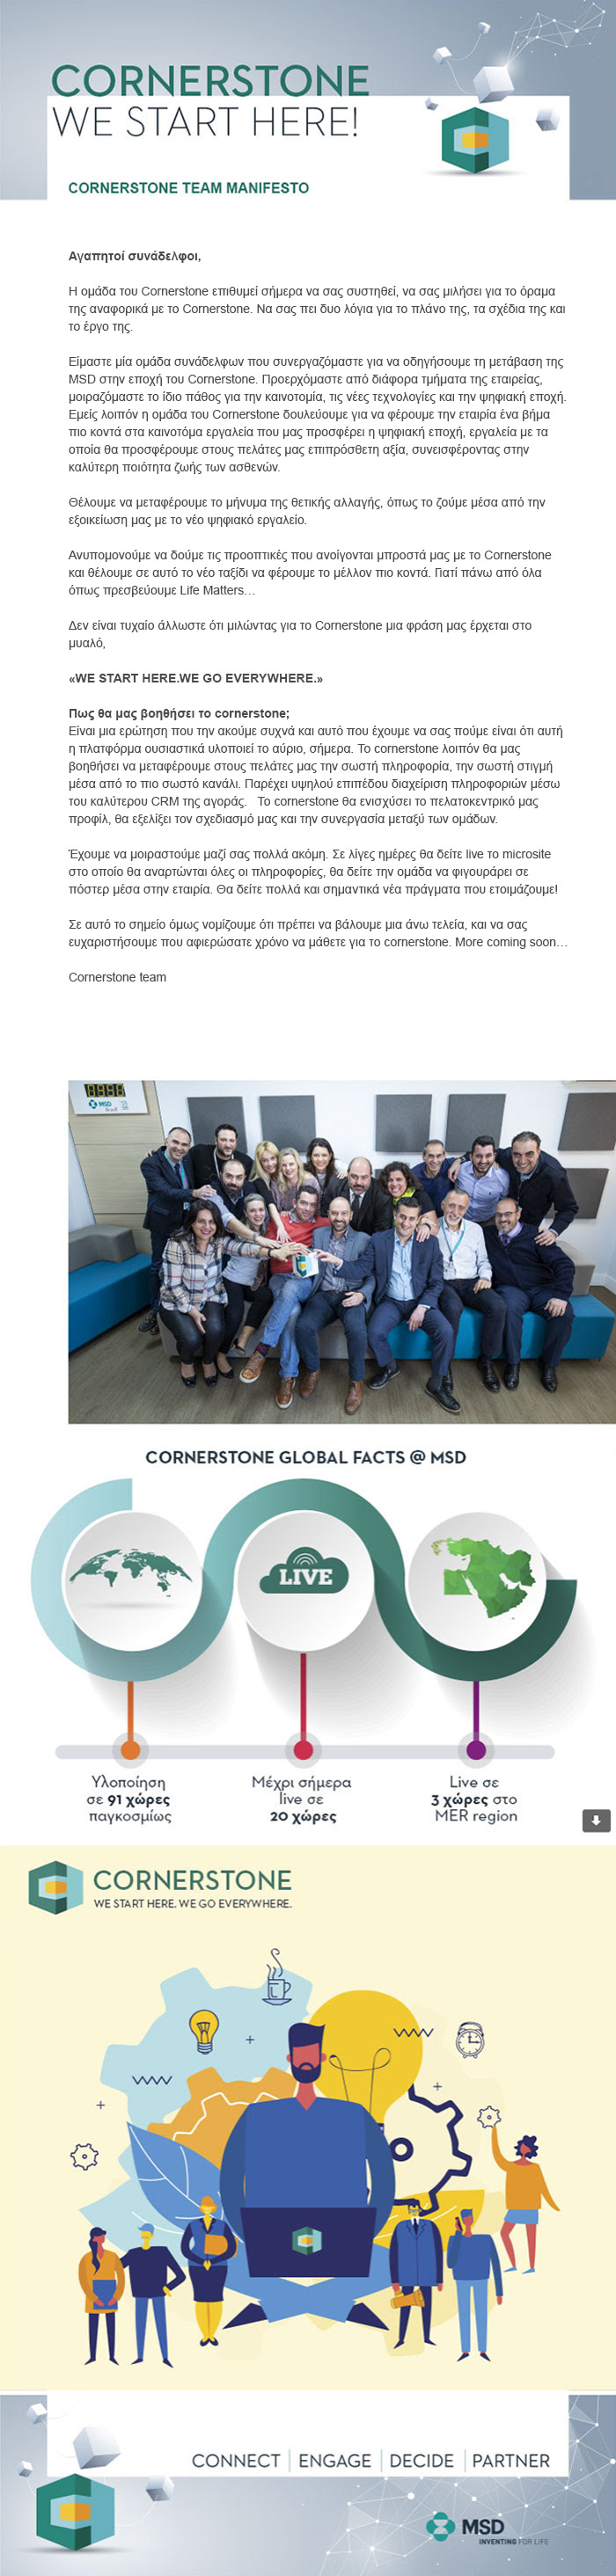 CORNERSTONE
WE START HERE!
CORNERSTONE TEAM MANIFESTO
Αγαπητοί συνάδελφοι,
Η ομάδα του Cornerstone επιθυμεί σήμερα να σας συστηθεί, να σας μιλήσει για το όραμα
της αναφορικά με το Cornerstone. Να σας πει δυο λόγια για το πλάνο της, τα σχέδια της και
το έργο της.
Είμαστε μία ομάδα συνάδελφων που συνεργαζόμαστε για να οδηγήσουμε τη μετάβαση της
MSD στην εποχή του Cornerstone. Προερχόμαστε από διάφορα τμήματα της εταιρείας,
μοιραζόμαστε το ίδιο πάθος για την καινοτομία, τις νέες τεχνολογίες και την ψηφιακή εποχή.
Εμείς λοιπόν η ομάδα του Cornerstone δουλεύουμε για να φέρουμε την εταιρία ένα βήμα
πιο κοντά στα καινοτόμα εργαλεία που μας προσφέρει η ψηφιακή εποχή, εργαλεία με τα
οποία θα προσφέρουμε στους πελάτες μας επιπρόσθετη αξία, συνεισφέροντας στην
καλύτερη ποιότητα ζωής των ασθενών.
Θέλουμε να μεταφέρουμε το μήνυμα της θετικής αλλαγής, όπως το ζούμε μέσα από την
εξοικείωση μας με το νέο ψηφιακό εργαλείο.
Ανυπομονούμε να δούμε τις προοπτικές που ανοίγονται μπροστά μας με το Cornerstone
και θέλουμε σε αυτό το νέο ταξίδι να φέρουμε το μέλλον πιο κοντά. Γιατί πάνω από όλα
όπως πρεσβεύουμε Life Matters…
Δεν είναι τυχαίο άλλωστε ότι μιλώντας για το Cornerstone μια φράση μας έρχεται στο
μυαλό,
«WE START HERE.WE GO EVERYWHERE.»
Πως θα μας βοηθήσει το cornerstone;
Είναι μια ερώτηση που την ακούμε συχνά και αυτό που έχουμε να σας πούμε είναι ότι αυτή
η πλατφόρμα ουσιαστικά υλοποιεί το αύριο, σήμερα. Το cornerstone λοιπόν θα μας
βοηθήσει να μεταφέρουμε στους πελάτες μας την σωστή πληροφορία, την σωστή στιγμή
μέσα από το πιο σωστό κανάλι. Παρέχει υψηλού επιπέδου διαχείριση πληροφοριών μέσω
του καλύτερου CRM της αγοράς. Το cornerstone θα ενισχύσει το πελατοκεντρικό μας
προφίλ, θα εξελίξει τον σχεδιασμό μας και την συνεργασία μεταξύ των ομάδων.
Έχουμε να μοιραστούμε μαζί σας πολλά ακόμη. Σε λίγες ημέρες θα δείτε live το microsite
στο οποίο θα αναρτώνται όλες οι πληροφορίες, θα δείτε την ομάδα να φιγουράρει σε
πόστερ μέσα στην εταιρία. Θα δείτε πολλά και σημαντικά νέα πράγματα που ετοιμάζουμε!
Σε αυτό το σημείο όμως νομίζουμε ότι πρέπει να βάλουμε μια άνω τελεία, και να σας
ευχαριστήσουμε που αφιερώσατε χρόνο να μάθετε για το cornerstone. More coming soon…
Cornerstone team
MSD
CORNERSTONE GLOBAL FACTS @ MSD
LIVE
Υλοποίηση
σε 91 χώρες
παγκοσμίως
Μέχρι σήμερα
live σε
20 χώρες
Live σε
3 χώρες στο
MER region
CORNERSTONE
WE START HERE. WE GO EVERYWHERE.
CONNECT | ENGAGE | DECIDE | PARTNER
MSD
INVENTING FOR LIFE